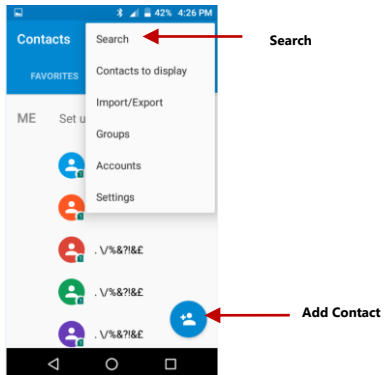 42% 4:26 PM
Contacts
Search
Search
FAVORITES
Contacts to display
Import/Export
ME Set u
Groups
Accounts
Settings
. \/%&?!&£
. \/%&?!&£
Add Contact
. \/%&?!&£